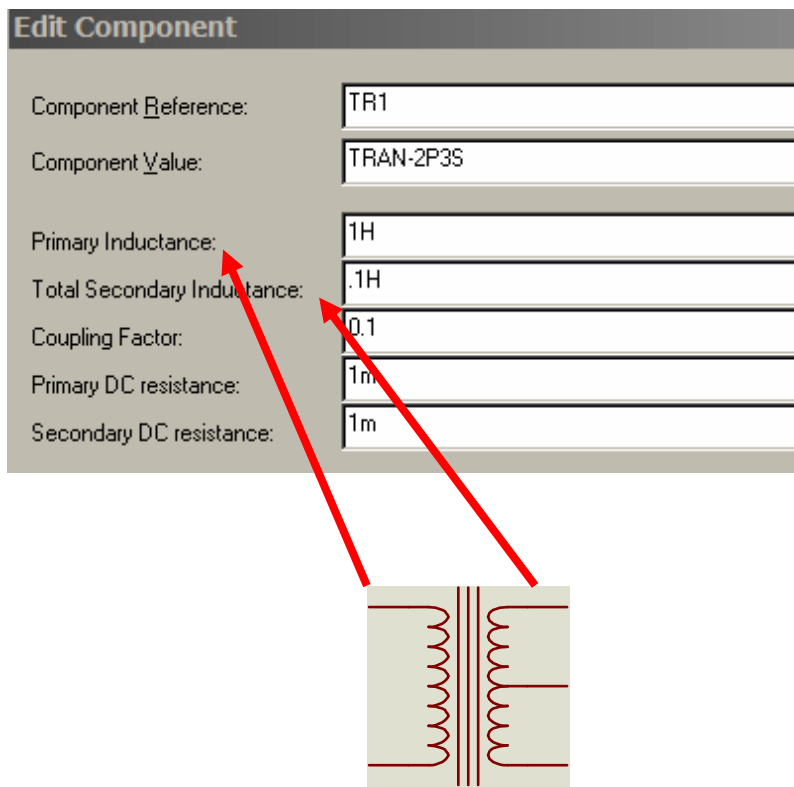 Edit Component
Component Reference: TR1
Component Value: TRAN-2P3S
Primary Inductance: 1H
Total Secondary Inductance: .1H
Coupling Factor: 0.1
Primary DC resistance: 1m
Secondary DC resistance: 1m